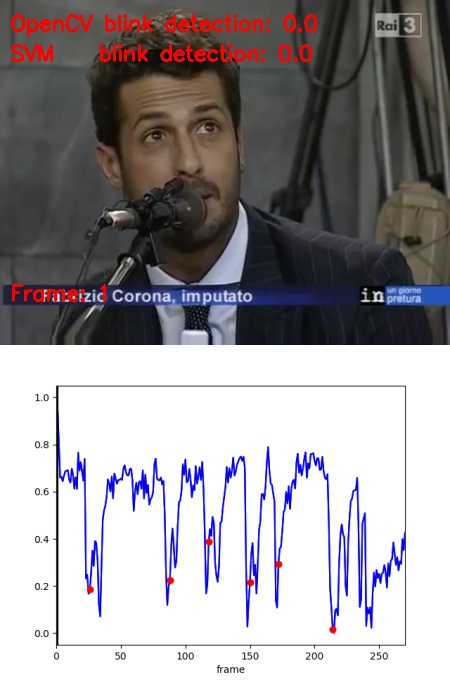 OpenCV blink detection: 0.0
SVM blink detection: 0.0
Rai 3
Frame: 1
Fabrizio Corona, imputato
in un giorno
pretura
1.0
0.8
0.6
0.4
0.2
0.0
0 50 100 150 200 250
frame